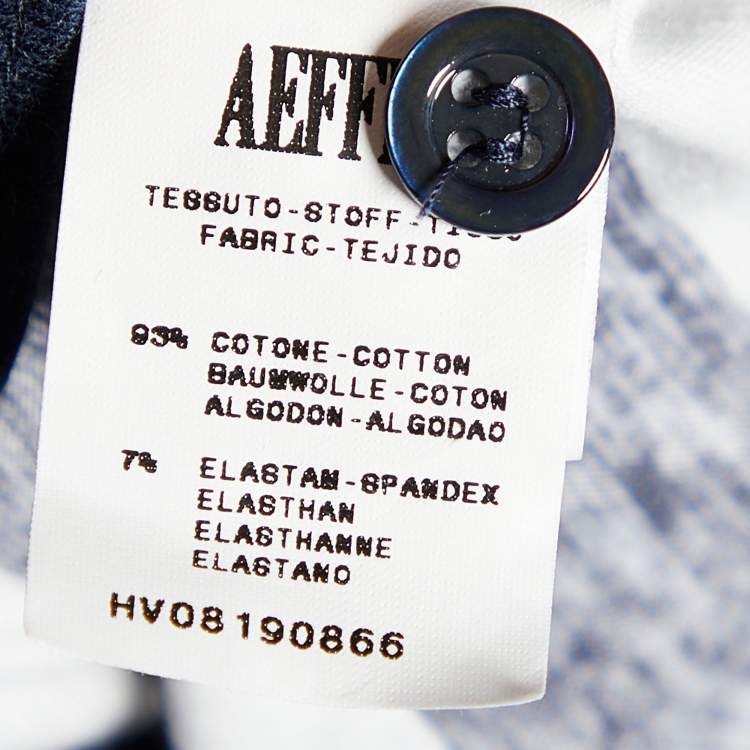 AEFF
TESSUTO-STOFF-
FABRIC-TEJIDO
93% COTONE-COTTON
BAUMWOLLE-COTON
ALGODON-ALGODAO
7% ELASTAM-SPANDEX
ELASTHAN
ELASTHANNE
ELASTANO
HV08190866